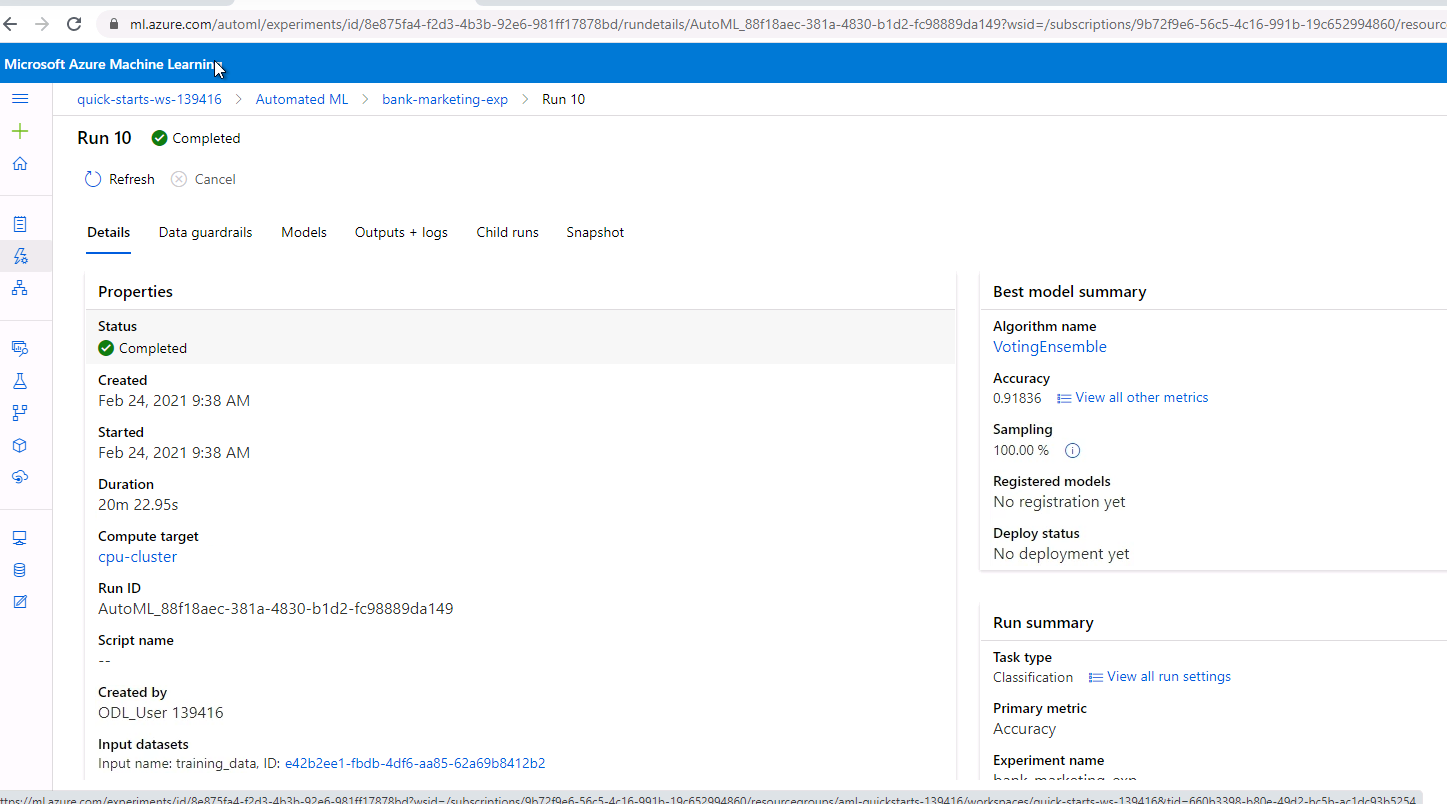 ml.azure.com/automl/experiments/id/8e875fa4-f2d3-4b3b-92e6-981ff17878bd/rundetails/AutoML_88f18aec-381a-4830-b1d2-fc98889da149?wsid=/subscriptions/9b72f9e6-56c5-4c16-991b-19c652994860/resourc
Microsoft Azure Machine Learning
quick-starts-ws-139416 > Automated ML > bank-marketing-exp > Run 10
Run 10 Completed
Refresh Cancel
Details Data guardrails Models Outputs + logs Child runs Snapshot
Properties
Status
Completed
Created
Feb 24, 2021 9:38 AM
Started
Feb 24, 2021 9:38 AM
Duration
20m 22.95s
Compute target
cpu-cluster
Run ID
AutoML_88f18aec-381a-4830-b1d2-fc98889da149
Script name
--
Created by
ODL_User 139416
Input datasets
Input name: training_data, ID: e42b2ee1-fbdb-4df6-aa85-62a69b8412b2
Best model summary
Algorithm name
VotingEnsemble
Accuracy
0.91836 View all other metrics
Sampling
100.00 %
Registered models
No registration yet
Deploy status
No deployment yet
Run summary
Task type
Classification View all run settings
Primary metric
Accuracy
Experiment name
bank-marketing-exp
ttps://ml.azure.com/experiments/id/8e875fa4-f2d3-4b3b-92e6-981ff17878bd?wsid=/subscriptions/9b72f9e6-56c5-4c16-991b-19c652994860/resourcegroups/aml-quickstarts-139416/workspaces/quick-starts-ws-139416&tid=660b3398-b80e-49d2-bc5b-ac1dc93b5254